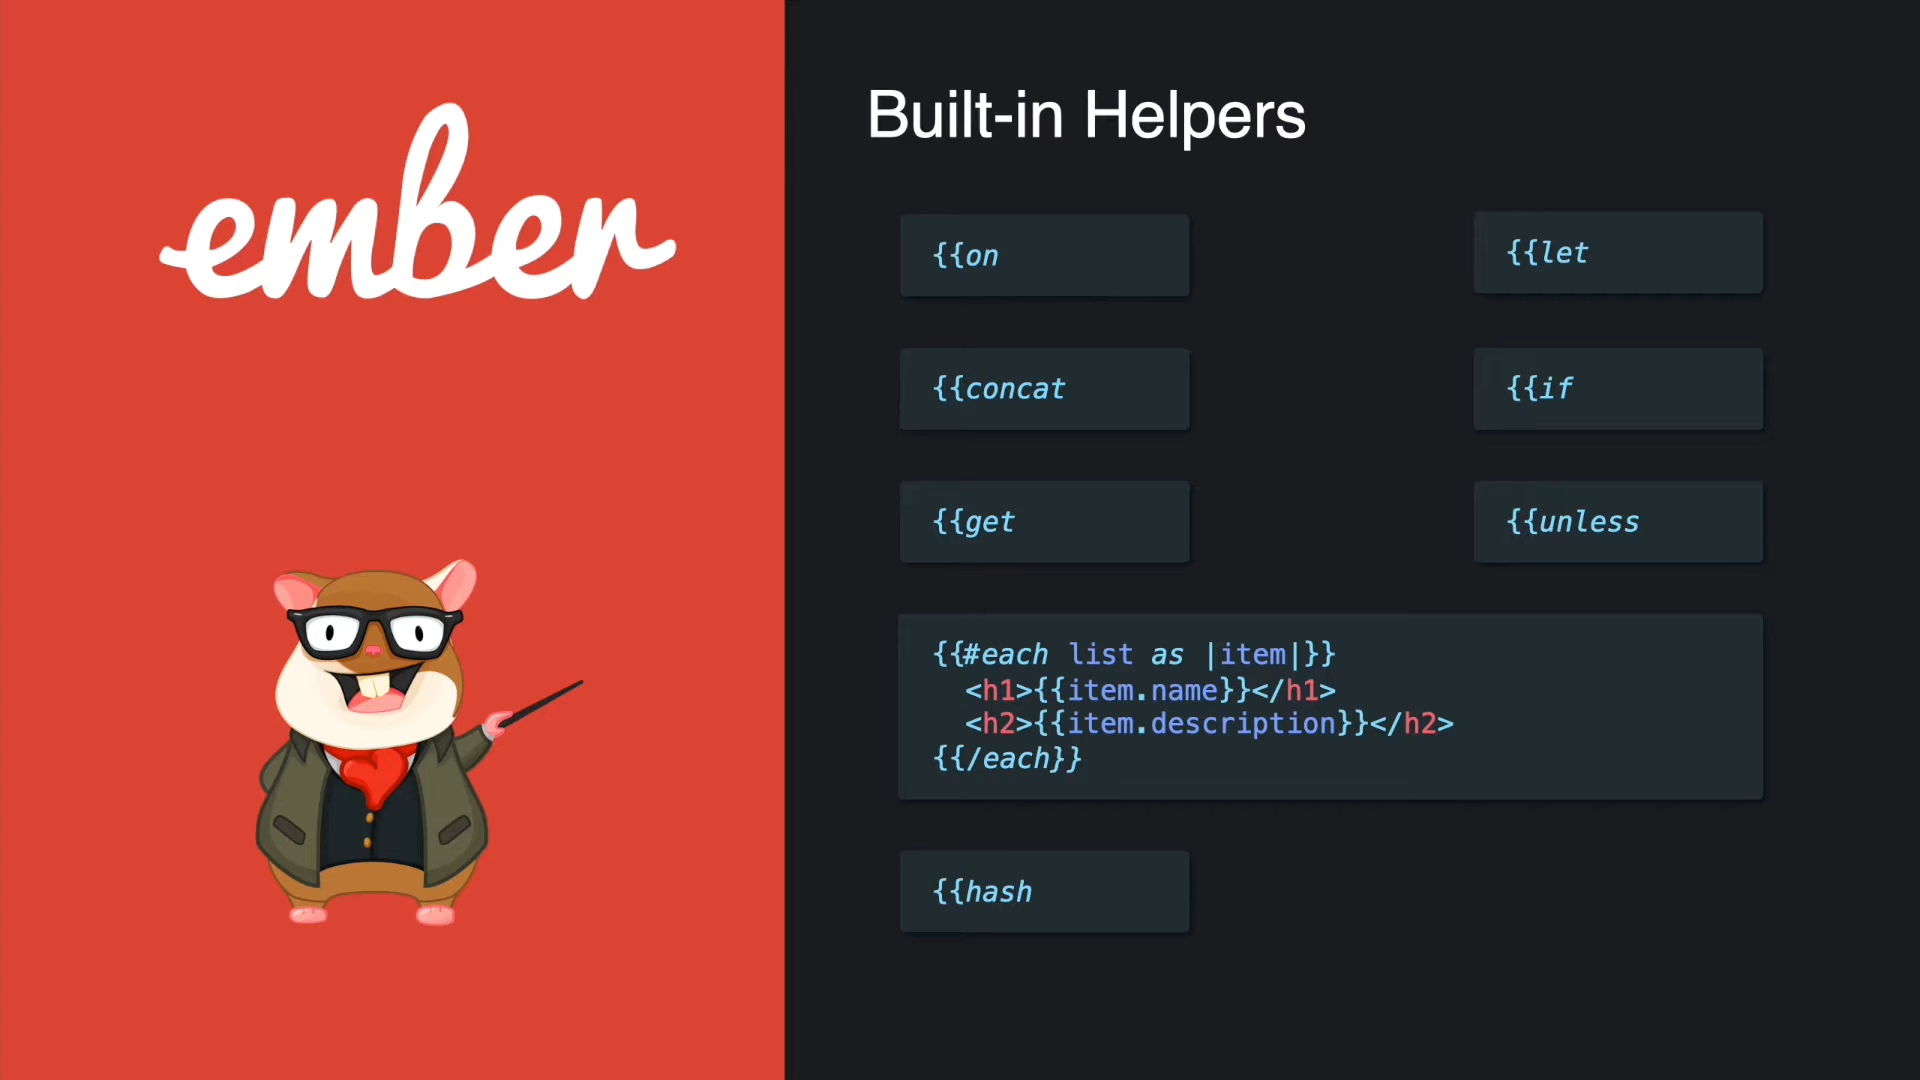 ember
Built-in Helpers
{{on
{{let
{{concat
{{if
{{get
{{unless
{{#each list as |item|}}
<h1>{{item.name}}</h1>
<h2>{{item.description}}</h2>
{{/each}}
{{hash